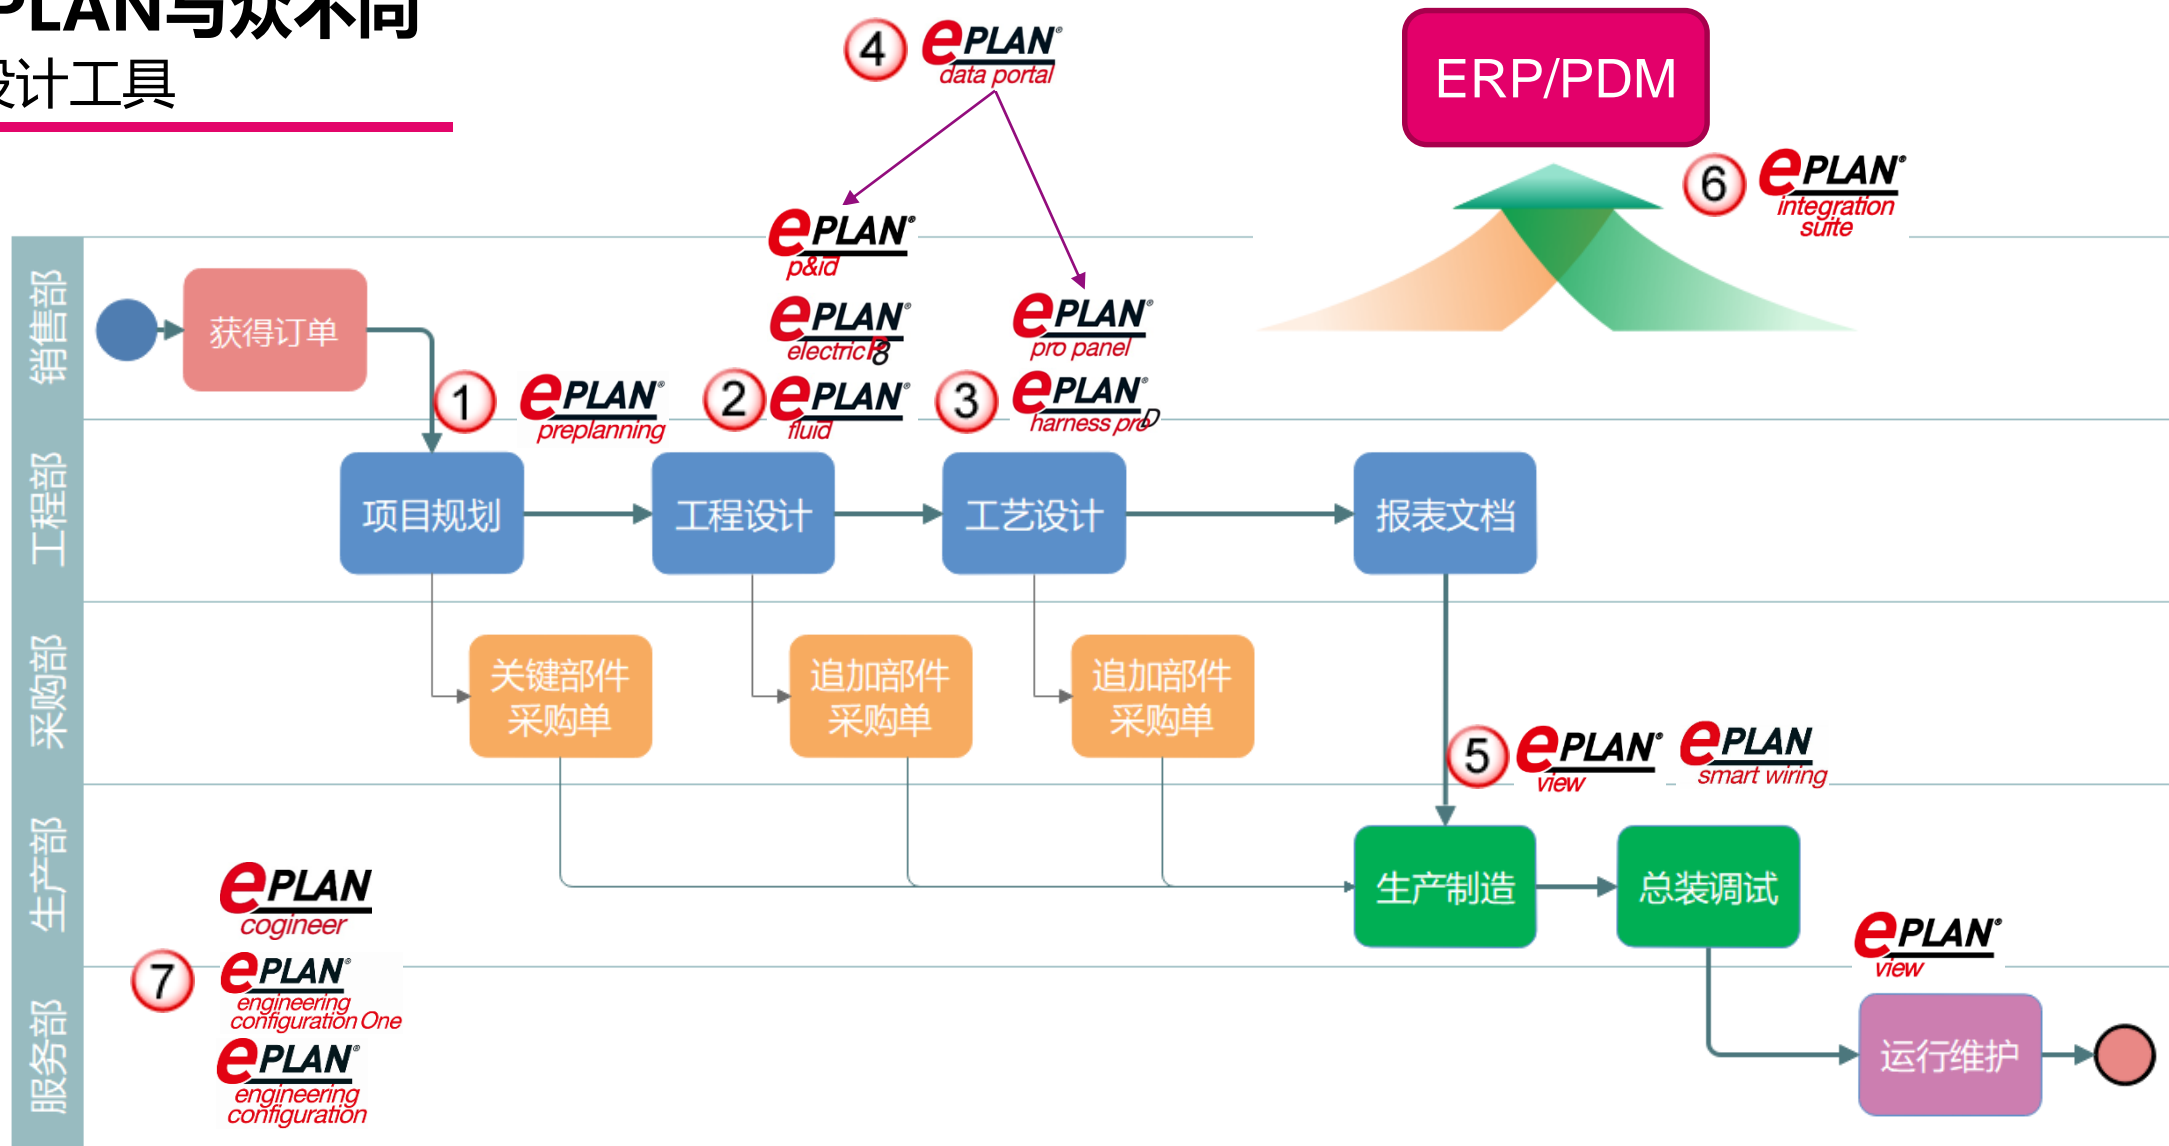 PLAN与众不同
设计工具
4
ePLAN®
data portal
ERP/PDM
6
ePLAN®
integration
suite
ePLAN®
p&id
销售部
获得订单
ePLAN®
electric P8
ePLAN®
pro panel
1
ePLAN®
preplanning
2
ePLAN®
fluid
3
ePLAN®
harness proD
工程部
项目规划
工程设计
工艺设计
报表文档
采购部
关键部件
采购单
追加部件
采购单
追加部件
采购单
5
ePLAN®
view
ePLAN
smart wiring
生产部
生产制造
总装调试
ePLAN
cogineer
ePLAN®
view
7
ePLAN®
engineering
configuration One
服务部
ePLAN®
engineering
configuration
运行维护